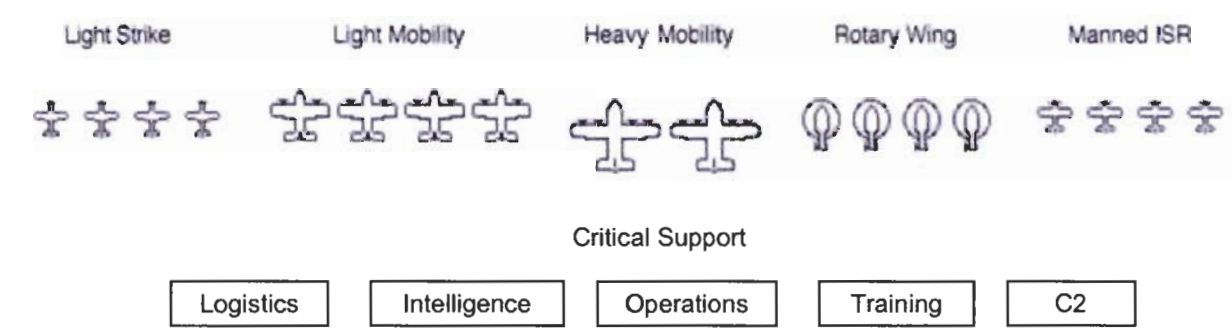 Light Strike Light Mobility Heavy Mobility Rotary Wing Manned ISR
Critical Support
Logistics Intelligence Operations Training C2